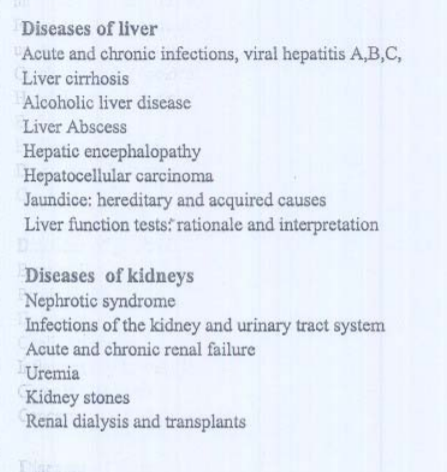 Diseases of liver
Acute and chronic infections, viral hepatitis A,B,C,
Liver cirrhosis
Alcoholic liver disease
Liver Abscess
Hepatic encephalopathy
Hepatocellular carcinoma
Jaundice: hereditary and acquired causes
Liver function tests: rationale and interpretation
Diseases of kidneys
Nephrotic syndrome
Infections of the kidney and urinary tract system
Acute and chronic renal failure
Uremia
Kidney stones
Renal dialysis and transplants